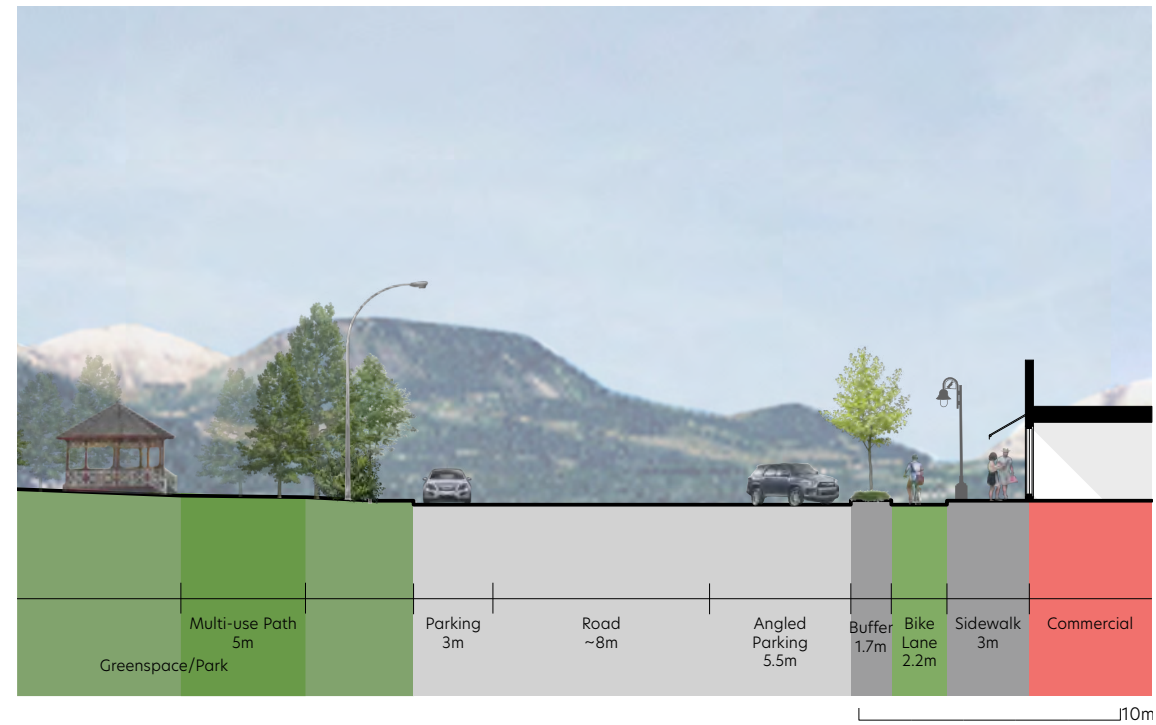 Multi-use Path
5m
Greenspace/Park
Parking
3m
Road
~8m
Angled
Parking
5.5m
Buffer
1.7m
Bike
Lane
2.2m
Sidewalk
3m
Commercial
10m